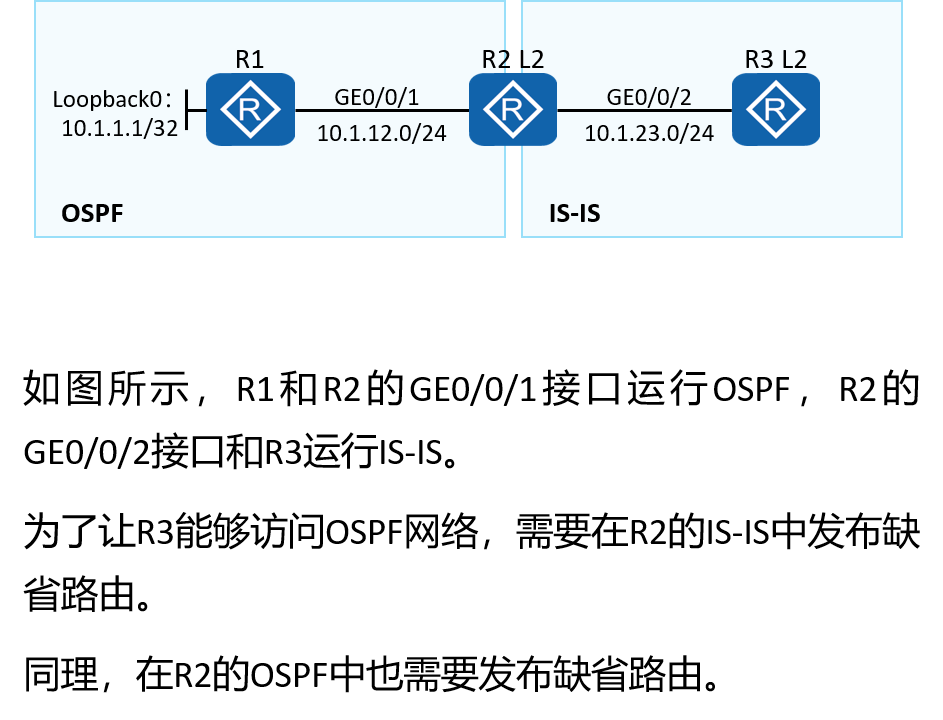 R1
R2 L2
R3 L2
Loopback0：
10.1.1.1/32
GE0/0/1
10.1.12.0/24
GE0/0/2
10.1.23.0/24
R
R
R
OSPF
IS-IS
如图所示，R1和R2的GE0/0/1接口运行OSPF，R2的
GE0/0/2接口和R3运行IS-IS。
为了让R3能够访问OSPF网络，需要在R2的IS-IS中发布缺
省路由。
同理，在R2的OSPF中也需要发布缺省路由。